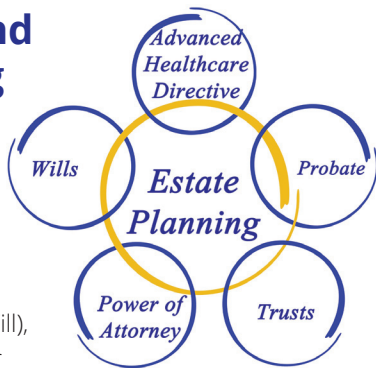 nd
g
Advanced
Healthcare
Directive
Wills
Estate
Planning
Probate
Power of
Attorney
Trusts
ill),